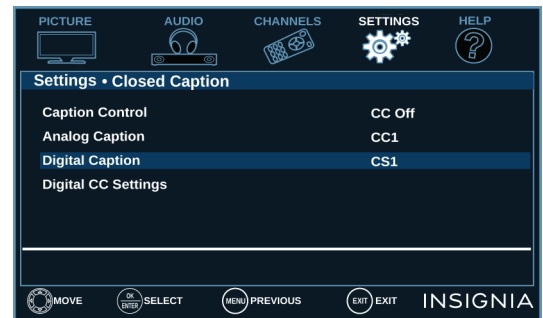 PICTURE AUDIO CHANNELS SETTINGS HELP
Settings • Closed Caption
Caption Control CC Off
Analog Caption CC1
Digital Caption CS1
Digital CC Settings
MOVE OK ENTER SELECT MENU PREVIOUS EXIT EXIT INSIGNIA